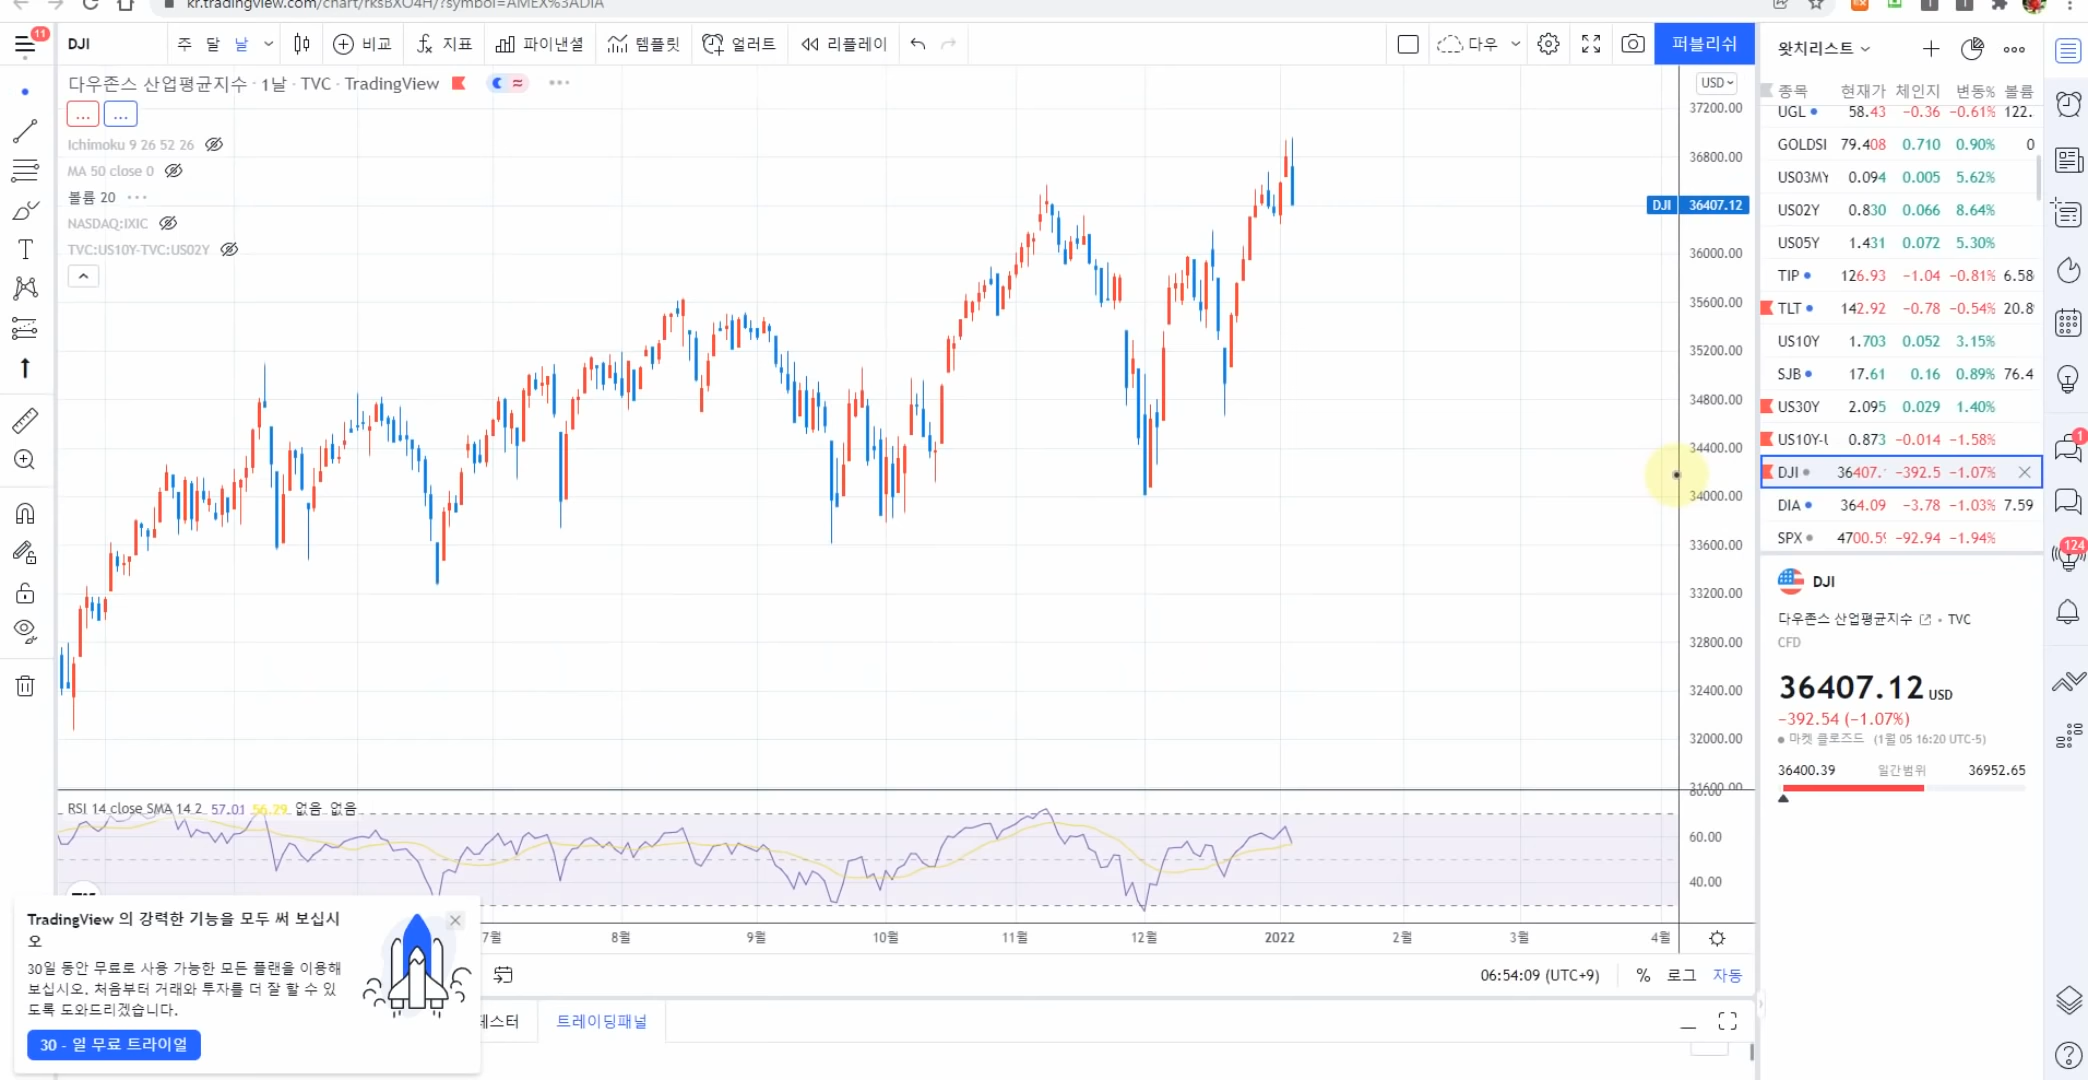 kr.tradingview.com/chart/rksBXO4H/?symbol=AMEX%3ADIA
11
DJI
주 달 날
비교
지표
파이낸셜
템플릿
얼러트
리플레이
다우
퍼블리쉬
다우존스 산업평균지수 · 1날 · TVC · TradingView
...
...
Ichimoku 9 26 52 26
MA 50 close 0
볼륨 20
NASDAQ:IXIC
TVC:US10Y-TVC:US02Y
USD
37200.00
36800.00
DJI 36407.12
36000.00
35600.00
35200.00
34800.00
34400.00
34000.00
33600.00
33200.00
32800.00
32400.00
32000.00
31600.00
RSI 14 close SMA 14 2 57.01 56.29 없음 없음
80.00
60.00
40.00
7월 8월 9월 10월 11월 12월 2022 2월 3월 4월
06:54:09 (UTC+9) % 로그 자동
테스터
트레이딩패널
TradingView 의 강력한 기능을 모두 써 보십시
오
30일 동안 무료로 사용 가능한 모든 플랜을 이용해
보십시오. 처음부터 거래와 투자를 더 잘 할 수 있
도록 도와드리겠습니다.
30 - 일 무료 트라이얼
왓치리스트
종목 현재가 체인지 변동% 볼륨
UGL 58.43 −0.36 −0.61% 122.
GOLDSI 79.408 0.710 0.90% 0
US03MY 0.094 0.005 5.62%
US02Y 0.830 0.066 8.64%
US05Y 1.431 0.072 5.30%
TIP 126.93 −1.04 −0.81% 6.58
TLT 142.92 −0.78 −0.54% 20.8
US10Y 1.703 0.052 3.15%
SJB 17.61 0.16 0.89% 76.4
US30Y 2.095 0.029 1.40%
US10Y-U 0.873 −0.014 −1.58%
DJI 36407. −392.5 −1.07%
DIA 364.09 −3.78 −1.03% 7.59
SPX 4700.59 −92.94 −1.94%
DJI
다우존스 산업평균지수 • TVC
CFD
36407.12 USD
−392.54 (−1.07%)
마켓 클로즈드 (1월 05 16:20 UTC-5)
36400.39 일간범위 36952.65
1
124